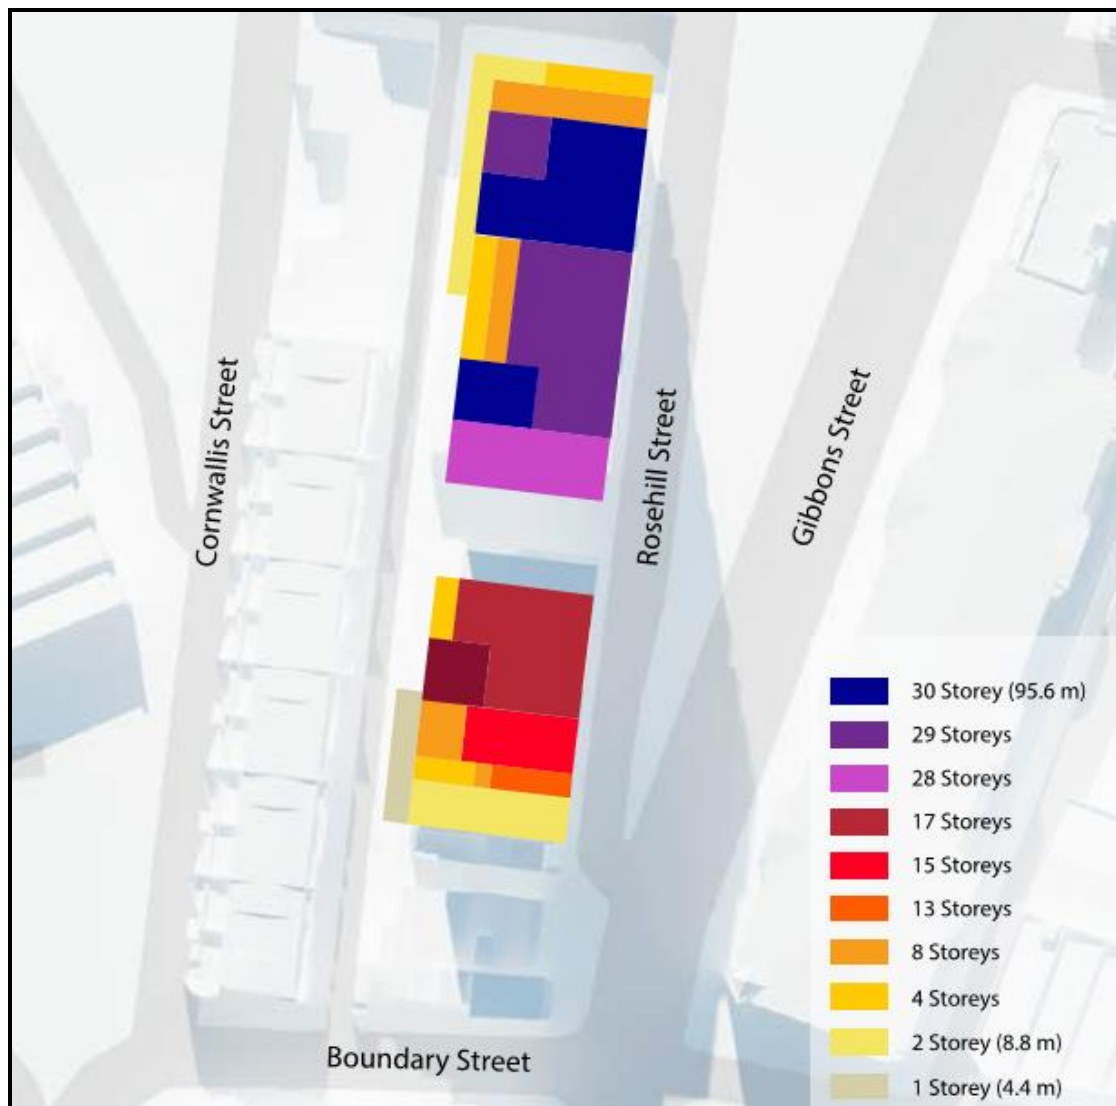 Cornwallis Street
Rosehill Street
Gibbons Street
Boundary Street
30 Storey (95.6 m)
29 Storeys
28 Storeys
17 Storeys
15 Storeys
13 Storeys
8 Storeys
4 Storeys
2 Storey (8.8 m)
1 Storey (4.4 m)